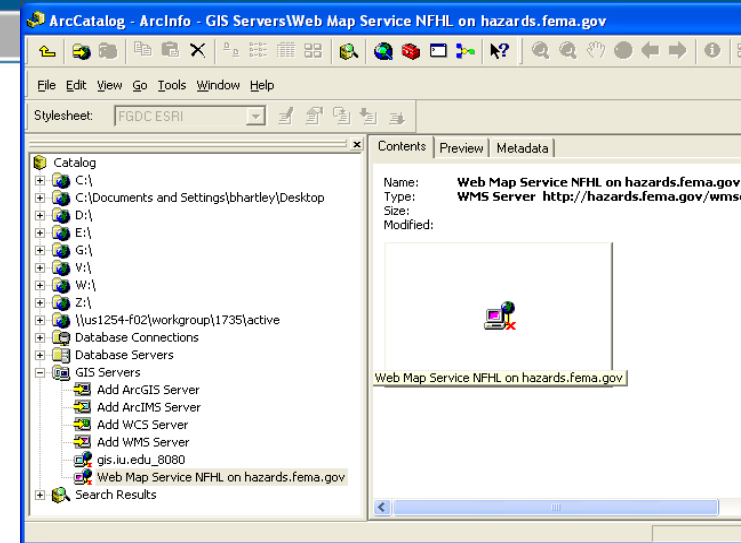 ArcCatalog - ArcInfo - GIS Servers\Web Map Service NFHL on hazards.fema.gov
File Edit View Go Tools Window Help
Stylesheet: FGDC ESRI
Contents Preview Metadata
Catalog
C:\
C:\Documents and Settings\bhartley\Desktop
D:\
E:\
G:\
V:\
W:\
Z:\
\\us1254-f02\workgroup\1735\active
Database Connections
Database Servers
GIS Servers
Add ArcGIS Server
Add ArcIMS Server
Add WCS Server
Add WMS Server
gis.iu.edu_8080
Web Map Service NFHL on hazards.fema.gov
Search Results
Name: Web Map Service NFHL on hazards.fema.gov
Type: WMS Server http://hazards.fema.gov/wms
Size:
Modified:
Web Map Service NFHL on hazards.fema.gov